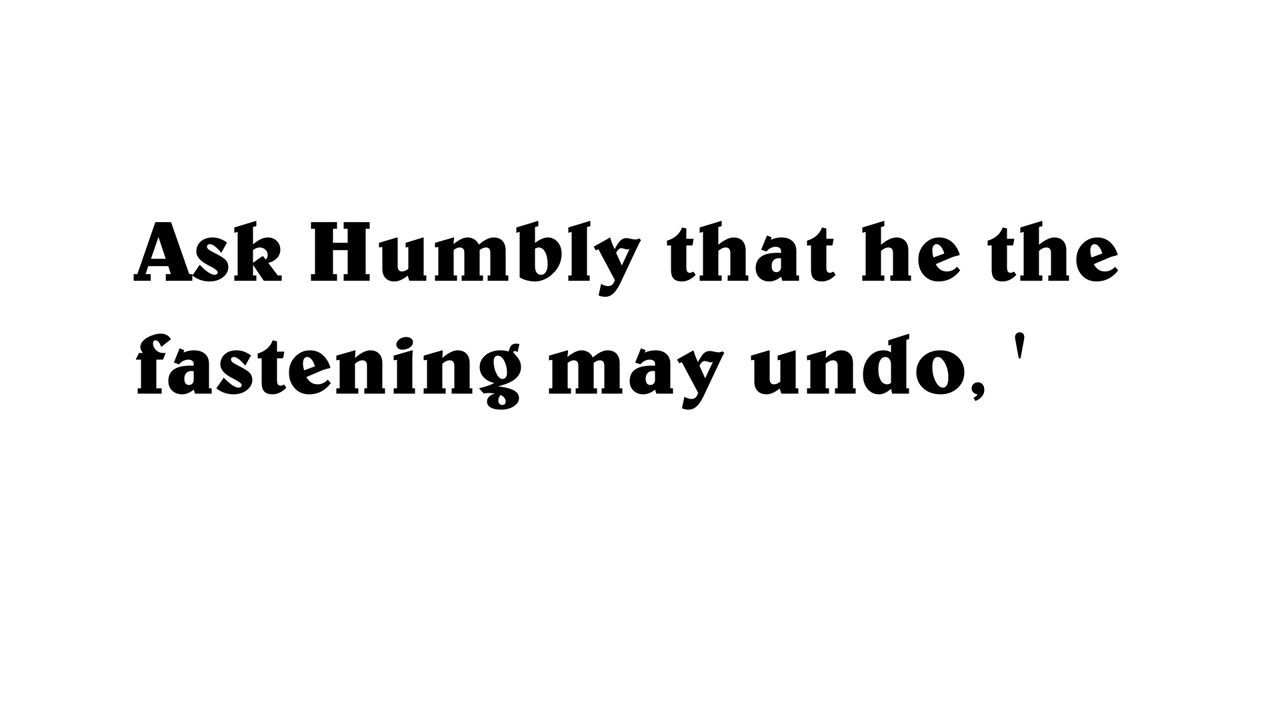 Ask Humbly that he the
fastening may undo, '